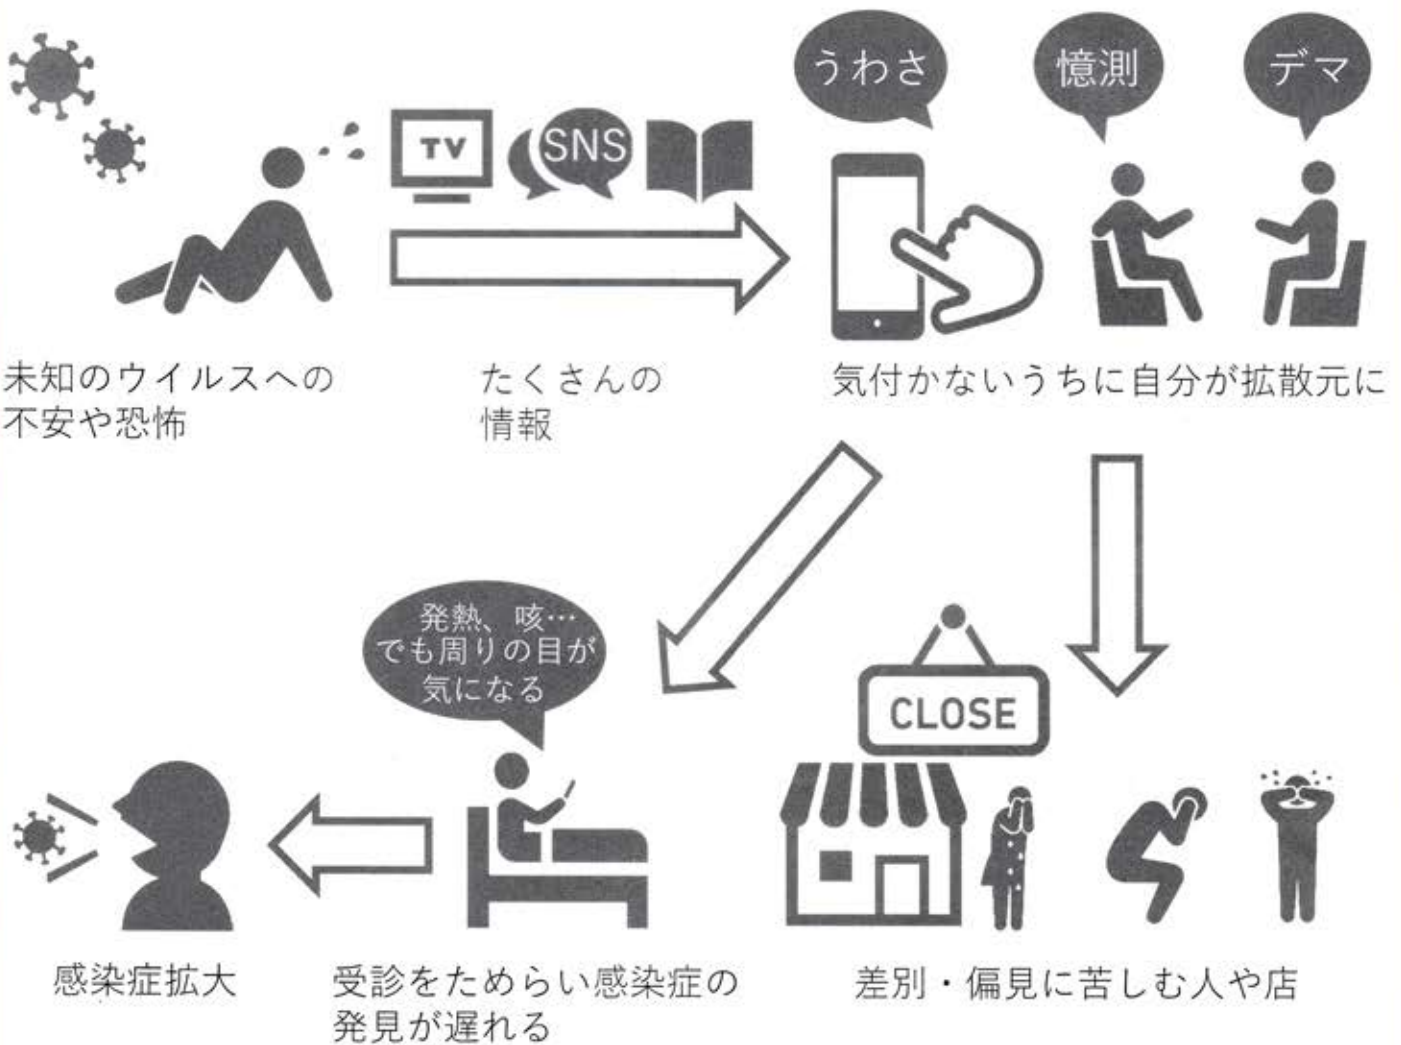 うわさ
憶測
デマ
TV
SNS
未知のウイルスへの
不安や恐怖
たくさんの
情報
気付かないうちに自分が拡散元に
発熱、咳…
でも周りの目が
気になる
CLOSE
感染症拡大
受診をためらい感染症の
発見が遅れる
差別・偏見に苦しむ人や店